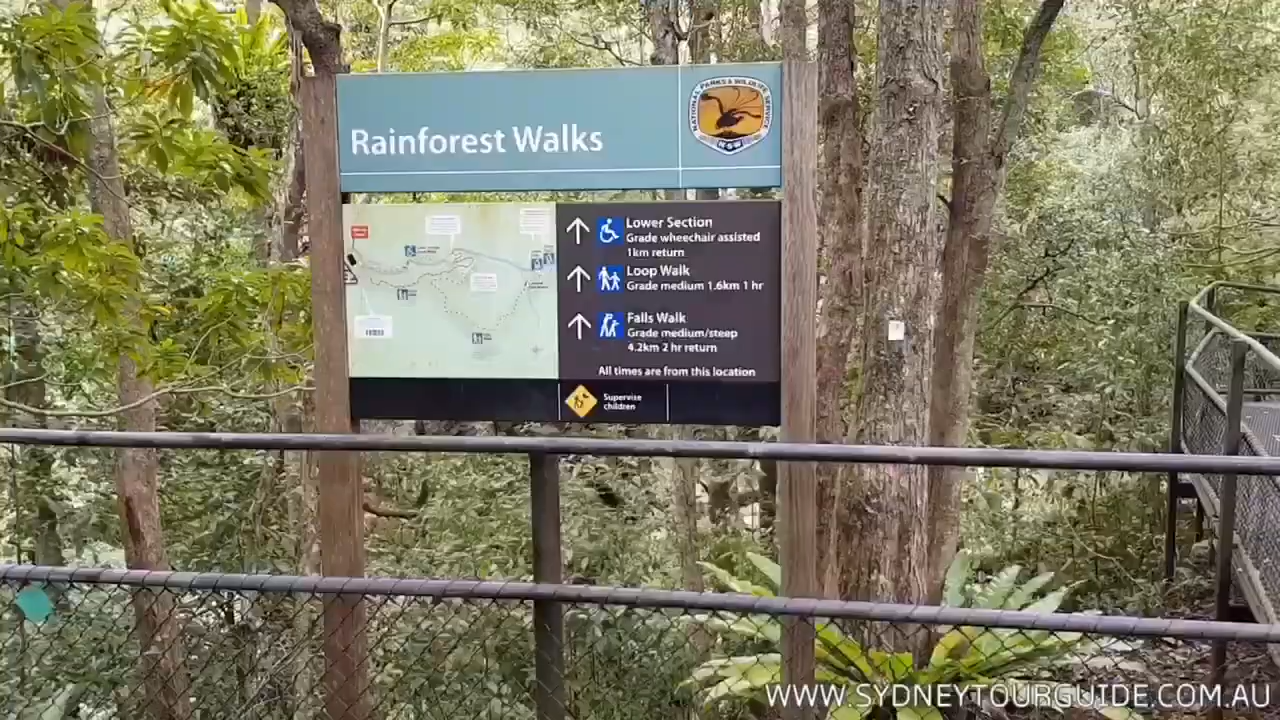 Rainforest Walks
NATIONAL PARKS & WILDLIFE SERVICE
NSW
Lower Section
Grade wheechair assisted
1km return
Loop Walk
Grade medium 1.6km 1 hr
Falls Walk
Grade medium/steep
4.2km 2 hr return
All times are from this location
Supervise
children
WWW.SYDNEYTOURGUIDE.COM.AU